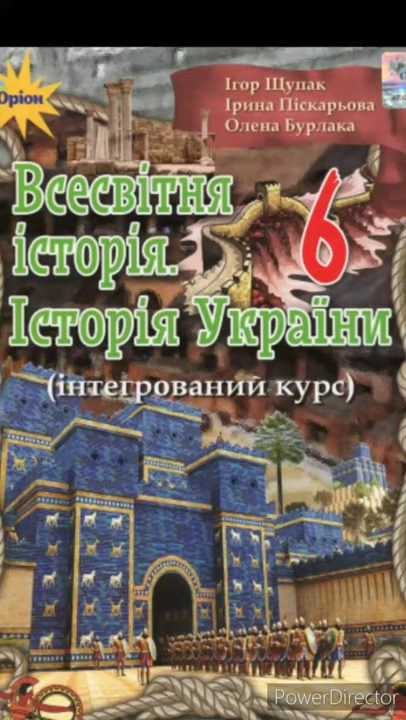 Оріон
Ігор Щупак
Ірина Піскарьова
Олена Бурлака
Всесвітня
історія.
6
Історія України
(інтегрований курс)
PowerDirector